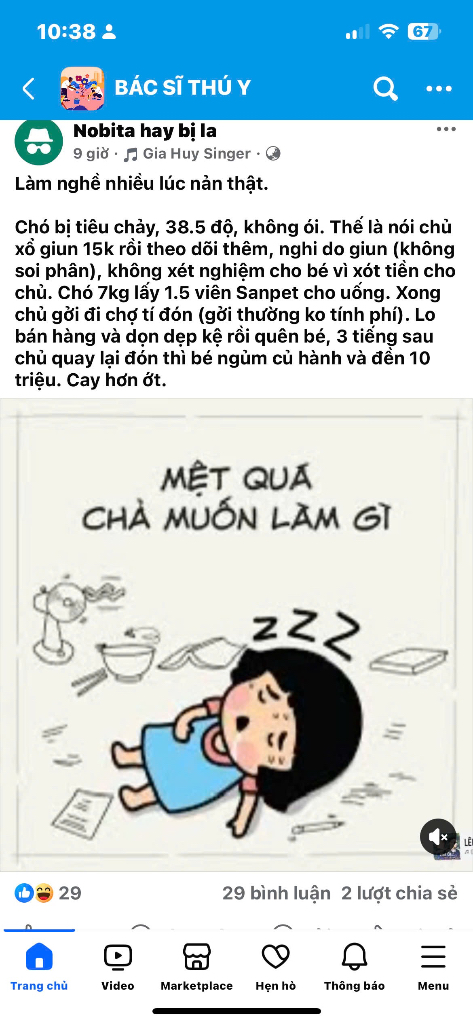 10:38
67
BÁC SĨ THÚ Y
Nobita hay bị la
9 giờ · Gia Huy Singer ·
Làm nghề nhiều lúc nản thật.
Chó bị tiêu chảy, 38.5 độ, không ói. Thế là nói chủ
xổ giun 15k rồi theo dõi thêm, nghi do giun (không
soi phân), không xét nghiệm cho bé vì xót tiền cho
chủ. Chó 7kg lấy 1.5 viên Sanpet cho uống. Xong
chủ gởi đi chợ tí đón (gởi thường ko tính phí). Lo
bán hàng và dọn dẹp kệ rồi quên bé, 3 tiếng sau
chủ quay lại đón thì bé ngủm củ hành và đền 10
triệu. Cay hơn ớt.
MỆT QUÁ
CHẢ MUỐN LÀM GÌ
ZZZ
29
29 bình luận 2 lượt chia sẻ
Trang chủ
Video
Marketplace
Hẹn hò
Thông báo
Menu